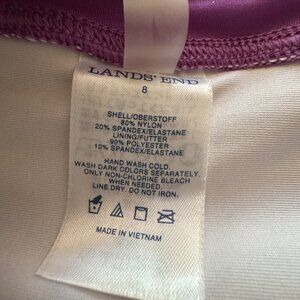 LANDS' END
8
SHELL/OBERSTOFF
80% NYLON
20% SPANDEX/ELASTANE
LINING/FUTTER
90% POLYESTER
10% SPANDEX/ELASTANE
HAND WASH COLD.
WASH DARK COLORS SEPARATELY.
ONLY NON-CHLORINE BLEACH
WHEN NEEDED.
LINE DRY. DO NOT IRON.
MADE IN VIETNAM